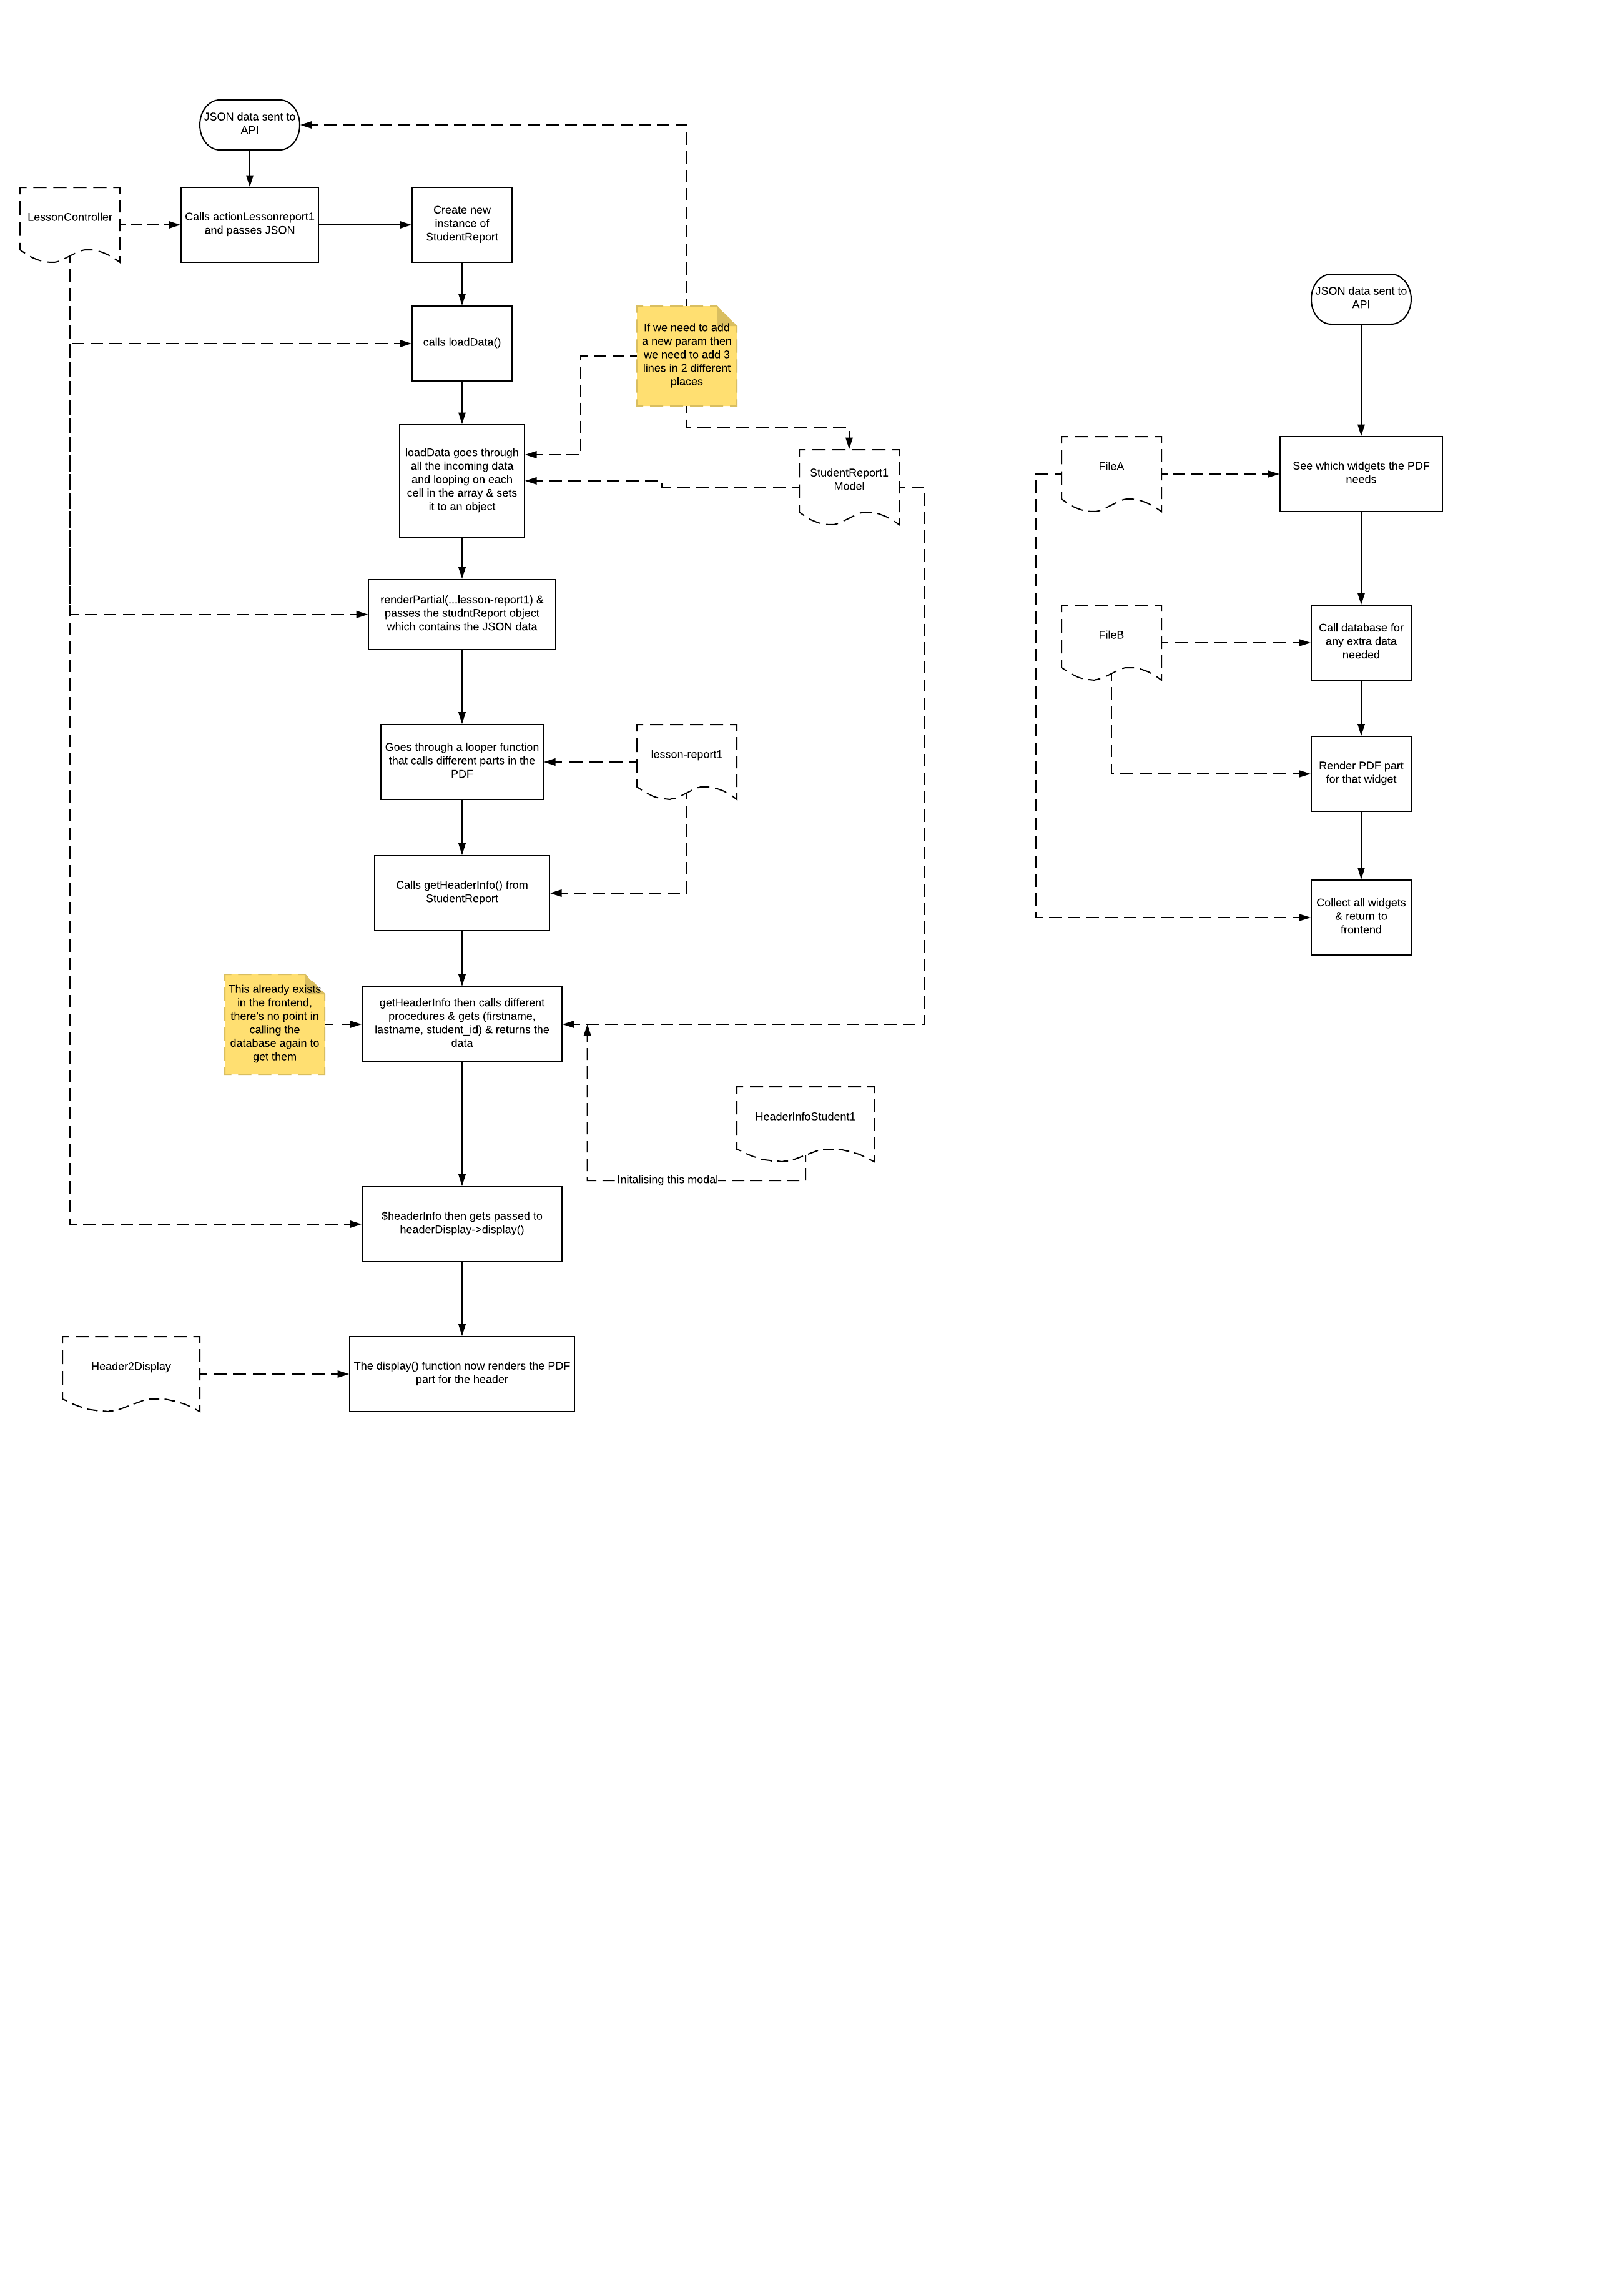 JSON data sent to
API
LessonController
Calls actionLessonreport1
and passes JSON
Create new
instance of
StudentReport
calls loadData()
If we need to add
a new param then
we need to add 3
lines in 2 different
places
loadData goes through
all the incoming data
and looping on each
cell in the array & sets
it to an object
StudentReport1
Model
renderPartial(...lesson-report1) &
passes the studntReport object
which contains the JSON data
Goes through a looper function
that calls different parts in the
PDF
lesson-report1
Calls getHeaderInfo() from
StudentReport
This already exists
in the frontend,
there's no point in
calling the
database again to
get them
getHeaderInfo then calls different
procedures & gets (firstname,
lastname, student_id) & returns the
data
HeaderInfoStudent1
Initalising this modal
$headerInfo then gets passed to
headerDisplay->display()
Header2Display
The display() function now renders the PDF
part for the header
JSON data sent to
API
FileA
See which widgets the PDF
needs
FileB
Call database for
any extra data
needed
Render PDF part
for that widget
Collect all widgets
& return to
frontend